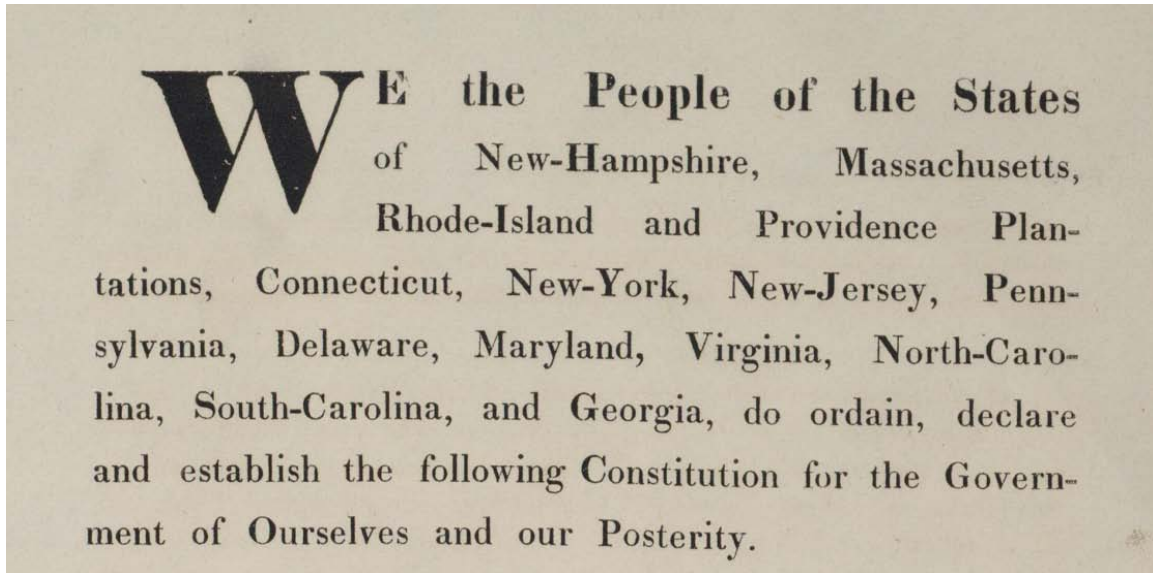 WE the People of the States
of New-Hampshire, Massachusetts,
Rhode-Island and Providence Plan-
tations, Connecticut, New-York, New-Jersey, Penn-
sylvania, Delaware, Maryland, Virginia, North-Caro-
lina, South-Carolina, and Georgia, do ordain, declare
and establish the following Constitution for the Govern-
ment of Ourselves and our Posterity.